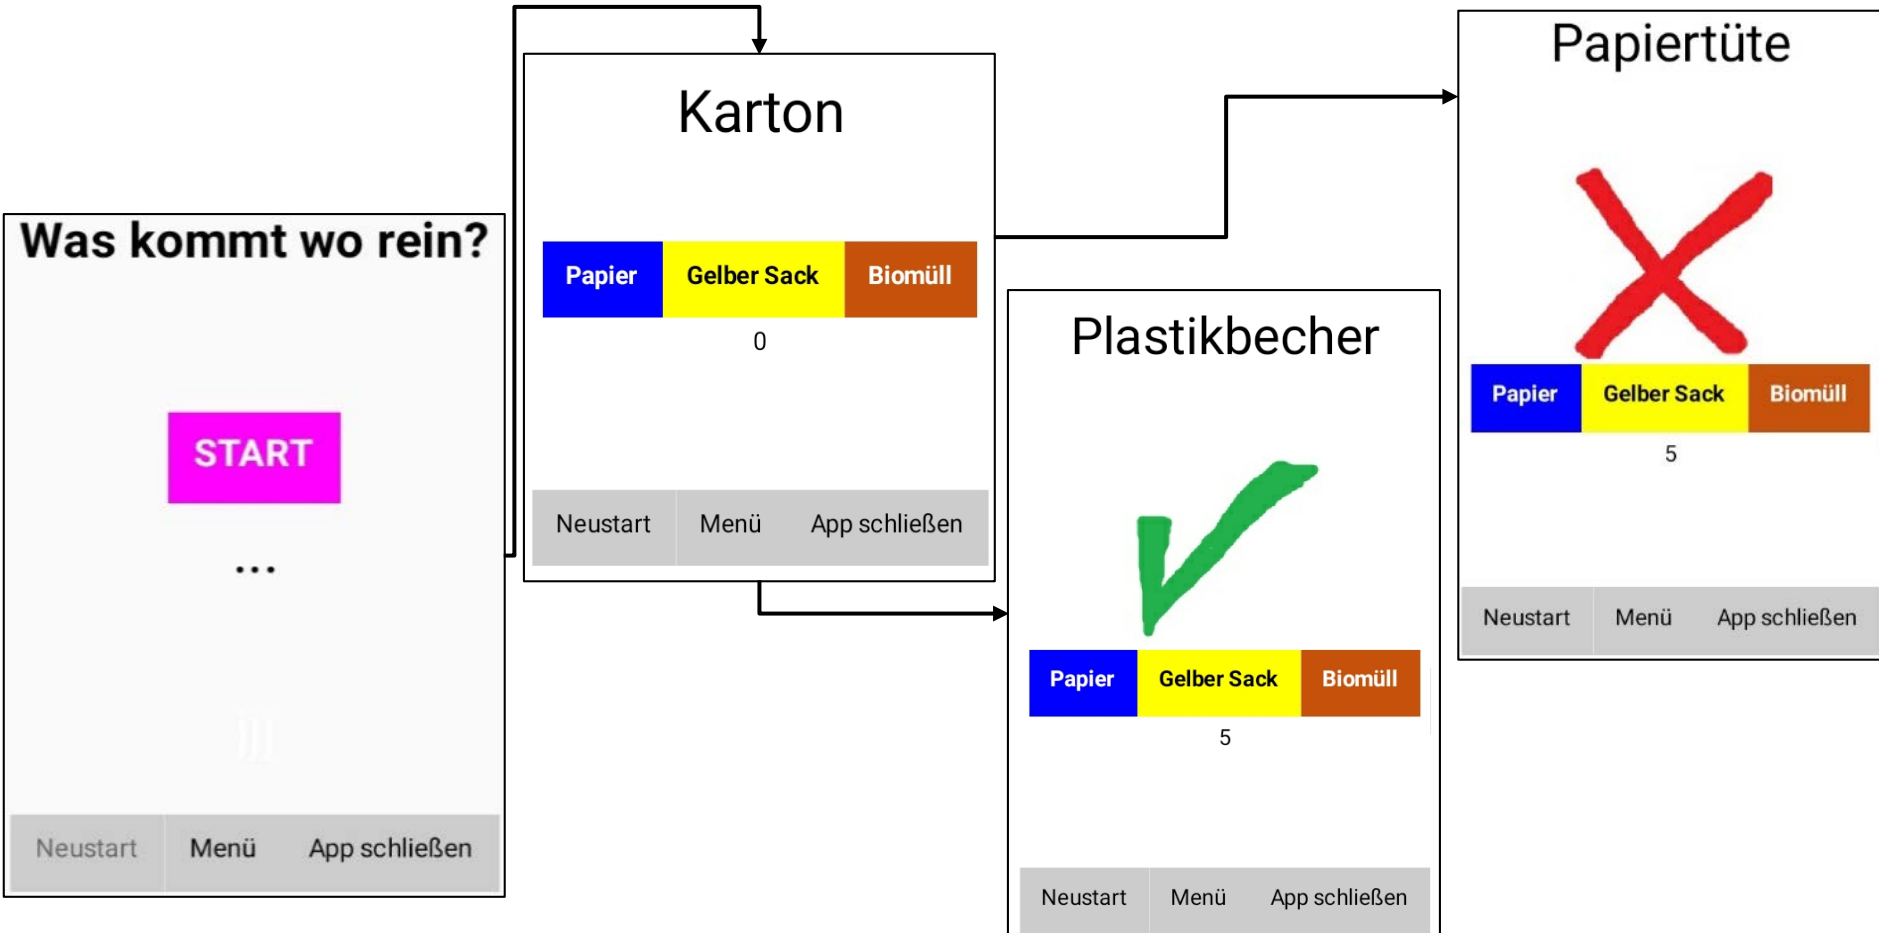 Was kommt wo rein?
START
...
Neustart Menü App schließen
Karton
Papier Gelber Sack Biomüll
0
Neustart Menü App schließen
Plastikbecher
Papier Gelber Sack Biomüll
5
Neustart Menü App schließen
Papiertüte
Papier Gelber Sack Biomüll
5
Neustart Menü App schließen